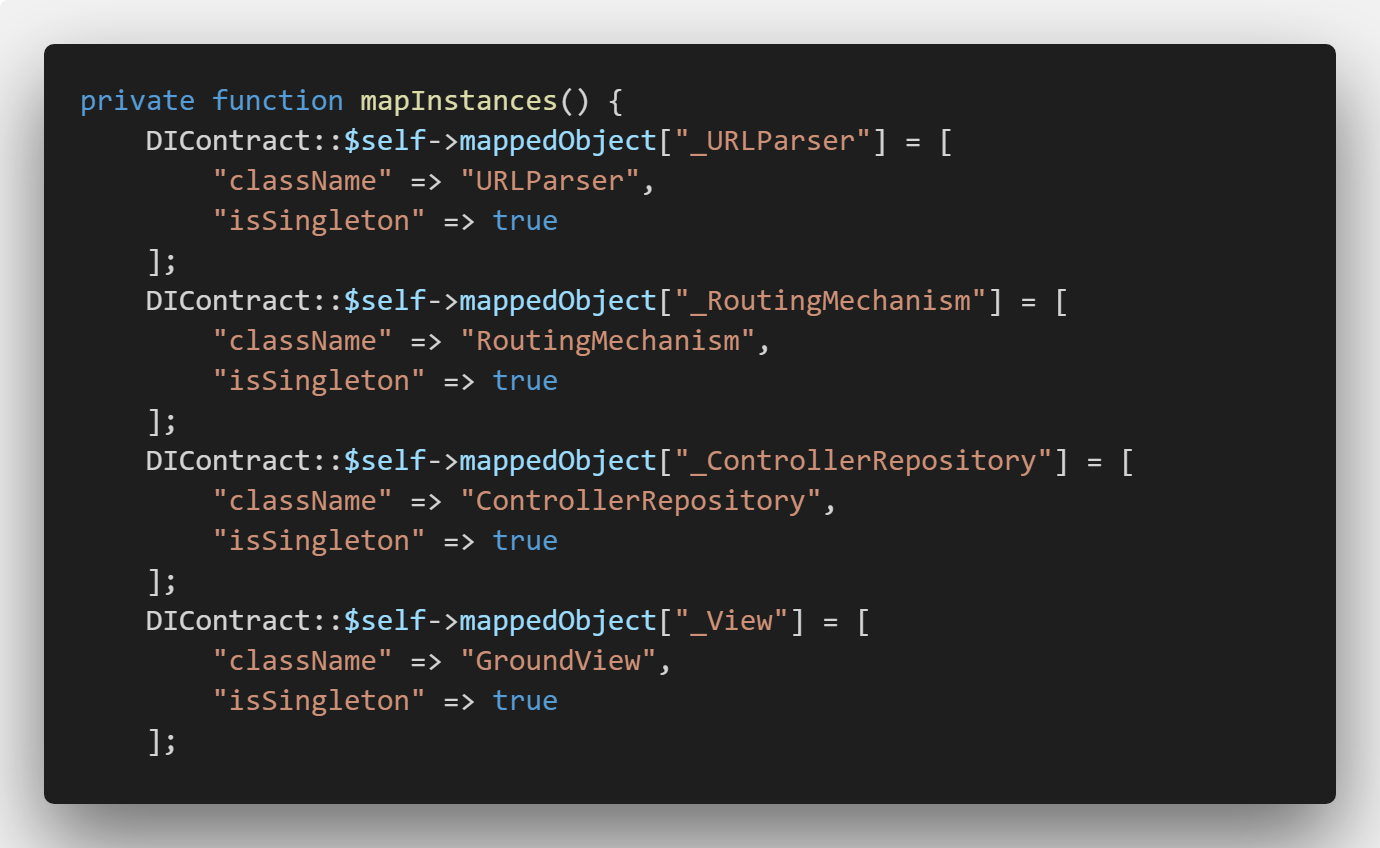 private function mapInstances() {
    DIContract::$self->mappedObject["_URLParser"] = [
        "className" => "URLParser",
        "isSingleton" => true
    ];
    DIContract::$self->mappedObject["_RoutingMechanism"] = [
        "className" => "RoutingMechanism",
        "isSingleton" => true
    ];
    DIContract::$self->mappedObject["_ControllerRepository"] = [
        "className" => "ControllerRepository",
        "isSingleton" => true
    ];
    DIContract::$self->mappedObject["_View"] = [
        "className" => "GroundView",
        "isSingleton" => true
    ];